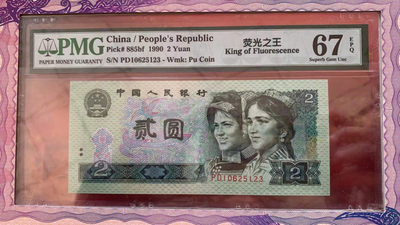 PMG
PAPER MONEY GUARANTY
China / People's Republic
Pick# 885bf 1990 2 Yuan
S/N PD10625123 - Wmk: Pu Coin
荧光之王
King of Fluorescence
67 EPQ
Superb Gem Unc
中国人民银行
2
贰圆
PD10625123
2